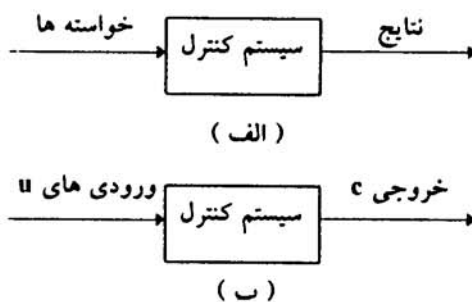 خواسته ها
سیستم کنترل
نتایج
( الف )
ورودی های u
سیستم کنترل
خروجی c
( ب )